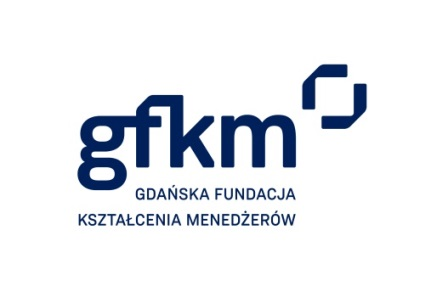 gfkm
GDAŃSKA FUNDACJA
KSZTAŁCENIA MENEDŻERÓW